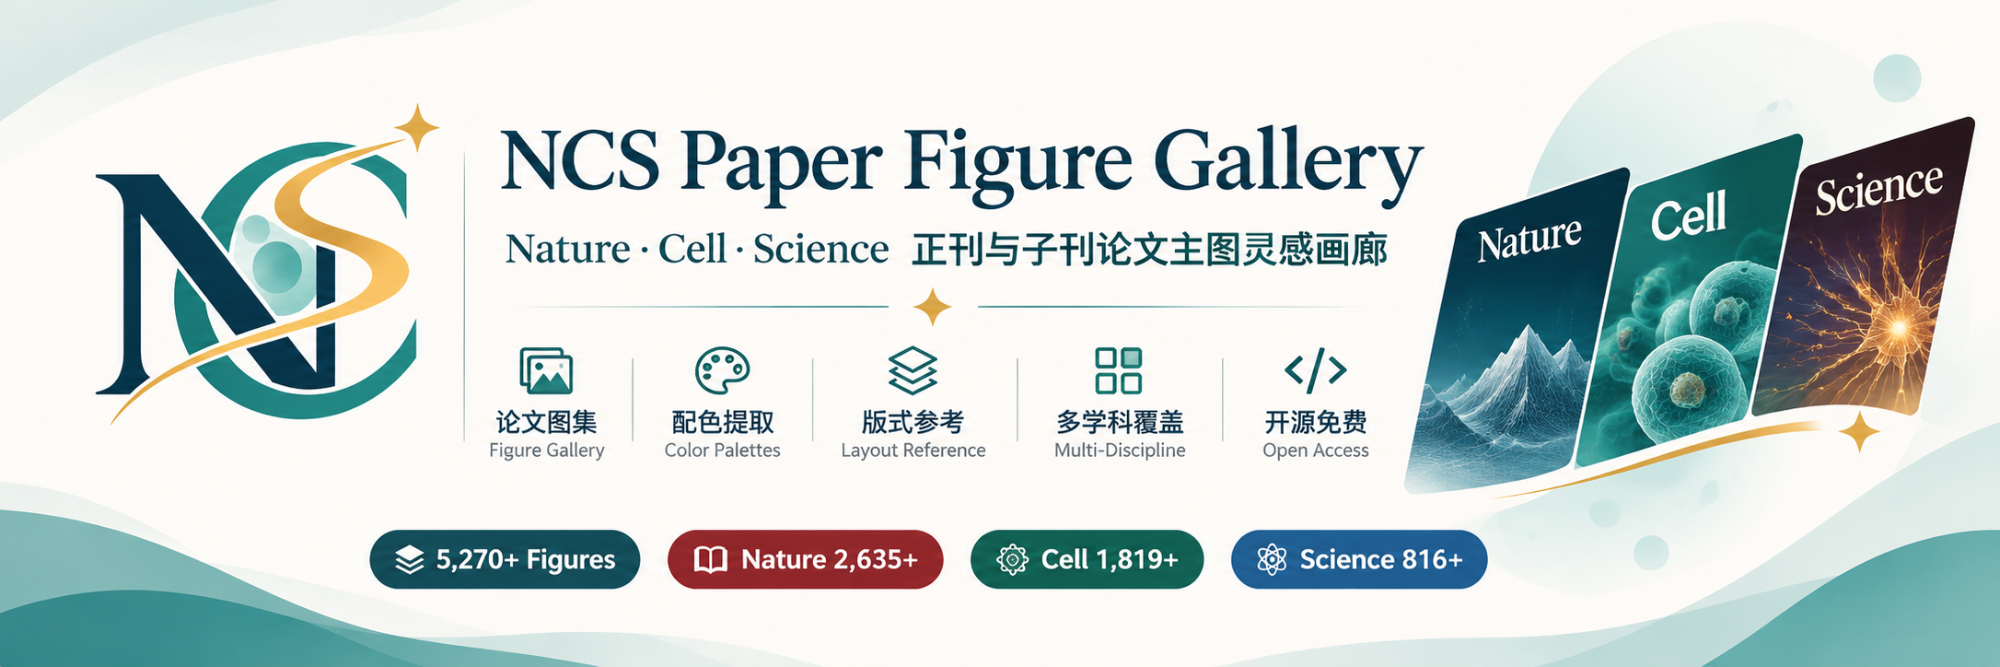 NCS
NCS Paper Figure Gallery
Nature · Cell · Science 正刊与子刊论文主图灵感画廊
论文图集
Figure Gallery
配色提取
Color Palettes
版式参考
Layout Reference
多学科覆盖
Multi-Discipline
开源免费
Open Access
Nature
Cell
Science
5,270+ Figures
Nature 2,635+
Cell 1,819+
Science 816+